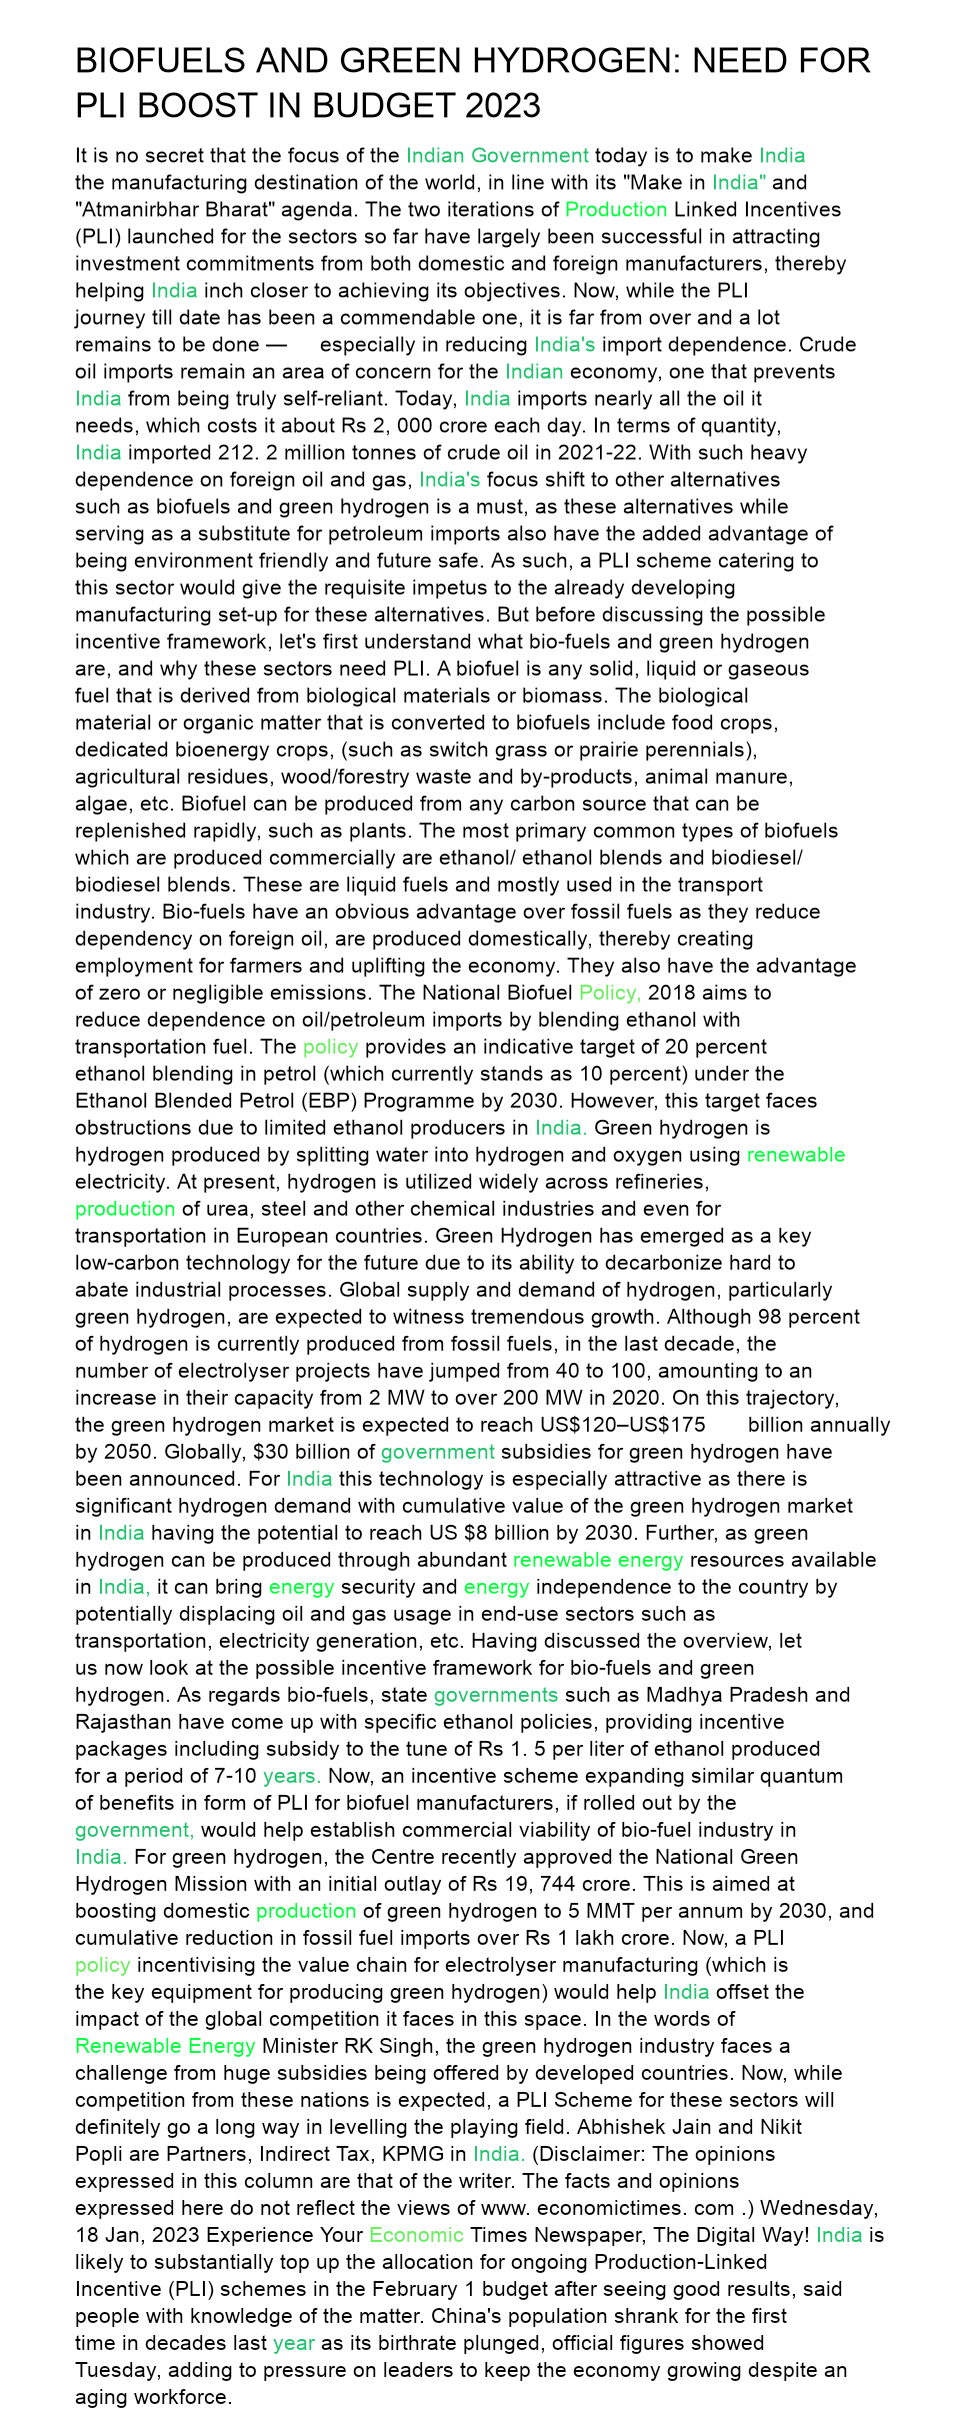 BIOFUELS AND GREEN HYDROGEN: NEED FOR
PLI BOOST IN BUDGET 2023
It is no secret that the focus of the Indian Government today is to make India
the manufacturing destination of the world, in line with its "Make in India" and
"Atmanirbhar Bharat" agenda. The two iterations of Production Linked Incentives
(PLI) launched for the sectors so far have largely been successful in attracting
investment commitments from both domestic and foreign manufacturers, thereby
helping India inch closer to achieving its objectives. Now, while the PLI
journey till date has been a commendable one, it is far from over and a lot
remains to be done — especially in reducing India's import dependence. Crude
oil imports remain an area of concern for the Indian economy, one that prevents
India from being truly self-reliant. Today, India imports nearly all the oil it
needs, which costs it about Rs 2, 000 crore each day. In terms of quantity,
India imported 212. 2 million tonnes of crude oil in 2021-22. With such heavy
dependence on foreign oil and gas, India's focus shift to other alternatives
such as biofuels and green hydrogen is a must, as these alternatives while
serving as a substitute for petroleum imports also have the added advantage of
being environment friendly and future safe. As such, a PLI scheme catering to
this sector would give the requisite impetus to the already developing
manufacturing set-up for these alternatives. But before discussing the possible
incentive framework, let's first understand what bio-fuels and green hydrogen
are, and why these sectors need PLI. A biofuel is any solid, liquid or gaseous
fuel that is derived from biological materials or biomass. The biological
material or organic matter that is converted to biofuels include food crops,
dedicated bioenergy crops, (such as switch grass or prairie perennials),
agricultural residues, wood/forestry waste and by-products, animal manure,
algae, etc. Biofuel can be produced from any carbon source that can be
replenished rapidly, such as plants. The most primary common types of biofuels
which are produced commercially are ethanol/ ethanol blends and biodiesel/
biodiesel blends. These are liquid fuels and mostly used in the transport
industry. Bio-fuels have an obvious advantage over fossil fuels as they reduce
dependency on foreign oil, are produced domestically, thereby creating
employment for farmers and uplifting the economy. They also have the advantage
of zero or negligible emissions. The National Biofuel Policy, 2018 aims to
reduce dependence on oil/petroleum imports by blending ethanol with
transportation fuel. The policy provides an indicative target of 20 percent
ethanol blending in petrol (which currently stands as 10 percent) under the
Ethanol Blended Petrol (EBP) Programme by 2030. However, this target faces
obstructions due to limited ethanol producers in India. Green hydrogen is
hydrogen produced by splitting water into hydrogen and oxygen using renewable
electricity. At present, hydrogen is utilized widely across refineries,
production of urea, steel and other chemical industries and even for
transportation in European countries. Green Hydrogen has emerged as a key
low-carbon technology for the future due to its ability to decarbonize hard to
abate industrial processes. Global supply and demand of hydrogen, particularly
green hydrogen, are expected to witness tremendous growth. Although 98 percent
of hydrogen is currently produced from fossil fuels, in the last decade, the
number of electrolyser projects have jumped from 40 to 100, amounting to an
increase in their capacity from 2 MW to over 200 MW in 2020. On this trajectory,
the green hydrogen market is expected to reach US$120–US$175 billion annually
by 2050. Globally, $30 billion of government subsidies for green hydrogen have
been announced. For India this technology is especially attractive as there is
significant hydrogen demand with cumulative value of the green hydrogen market
in India having the potential to reach US $8 billion by 2030. Further, as green
hydrogen can be produced through abundant renewable energy resources available
in India, it can bring energy security and energy independence to the country by
potentially displacing oil and gas usage in end-use sectors such as
transportation, electricity generation, etc. Having discussed the overview, let
us now look at the possible incentive framework for bio-fuels and green
hydrogen. As regards bio-fuels, state governments such as Madhya Pradesh and
Rajasthan have come up with specific ethanol policies, providing incentive
packages including subsidy to the tune of Rs 1. 5 per liter of ethanol produced
for a period of 7-10 years. Now, an incentive scheme expanding similar quantum
of benefits in form of PLI for biofuel manufacturers, if rolled out by the
government, would help establish commercial viability of bio-fuel industry in
India. For green hydrogen, the Centre recently approved the National Green
Hydrogen Mission with an initial outlay of Rs 19, 744 crore. This is aimed at
boosting domestic production of green hydrogen to 5 MMT per annum by 2030, and
cumulative reduction in fossil fuel imports over Rs 1 lakh crore. Now, a PLI
policy incentivising the value chain for electrolyser manufacturing (which is
the key equipment for producing green hydrogen) would help India offset the
impact of the global competition it faces in this space. In the words of
Renewable Energy Minister RK Singh, the green hydrogen industry faces a
challenge from huge subsidies being offered by developed countries. Now, while
competition from these nations is expected, a PLI Scheme for these sectors will
definitely go a long way in levelling the playing field. Abhishek Jain and Nikit
Popli are Partners, Indirect Tax, KPMG in India. (Disclaimer: The opinions
expressed in this column are that of the writer. The facts and opinions
expressed here do not reflect the views of www. economictimes. com .) Wednesday,
18 Jan, 2023 Experience Your Economic Times Newspaper, The Digital Way! India is
likely to substantially top up the allocation for ongoing Production-Linked
Incentive (PLI) schemes in the February 1 budget after seeing good results, said
people with knowledge of the matter. China's population shrank for the first
time in decades last year as its birthrate plunged, official figures showed
Tuesday, adding to pressure on leaders to keep the economy growing despite an
aging workforce.